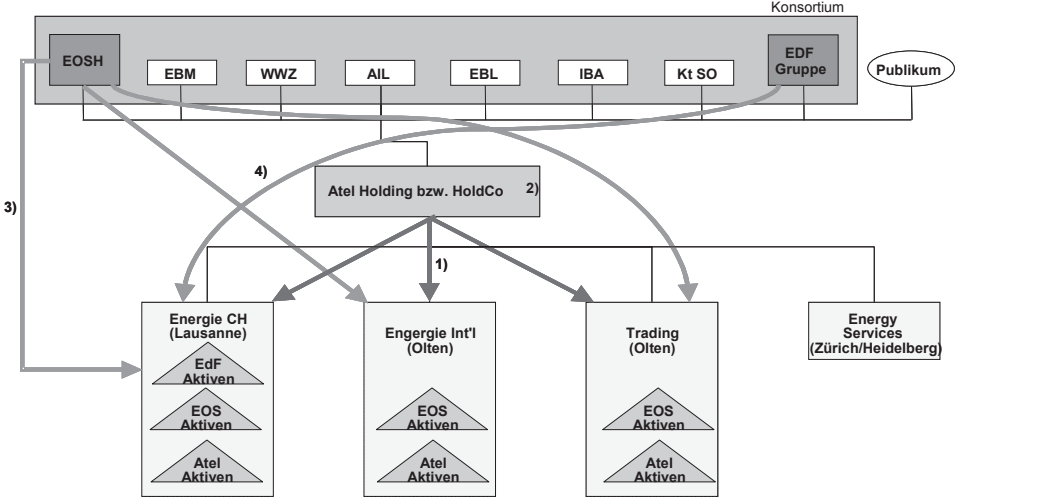 Konsortium
EOSH
EBM
WWZ
AIL
EBL
IBA
Kt SO
EDF
Gruppe
Publikum
4)
Atel Holding bzw. HoldCo
2)
3)
1)
Energie CH
(Lausanne)
EdF
Aktiven
EOS
Aktiven
Atel
Aktiven
Engergie Int'l
(Olten)
EOS
Aktiven
Atel
Aktiven
Trading
(Olten)
EOS
Aktiven
Atel
Aktiven
Energy
Services
(Zürich/Heidelberg)